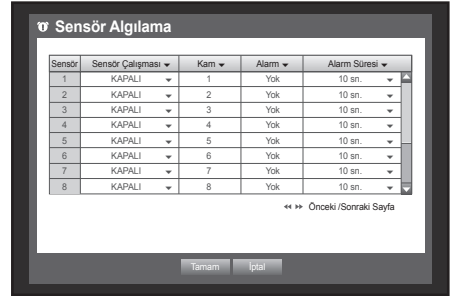 Sensör Algılama
Sensör Sensör Çalışması Kam Alarm Alarm Süresi
1 KAPALI 1 Yok 10 sn.
2 KAPALI 2 Yok 10 sn.
3 KAPALI 3 Yok 10 sn.
4 KAPALI 4 Yok 10 sn.
5 KAPALI 5 Yok 10 sn.
6 KAPALI 6 Yok 10 sn.
7 KAPALI 7 Yok 10 sn.
8 KAPALI 8 Yok 10 sn.
Önceki /Sonraki Sayfa
Tamam İptal